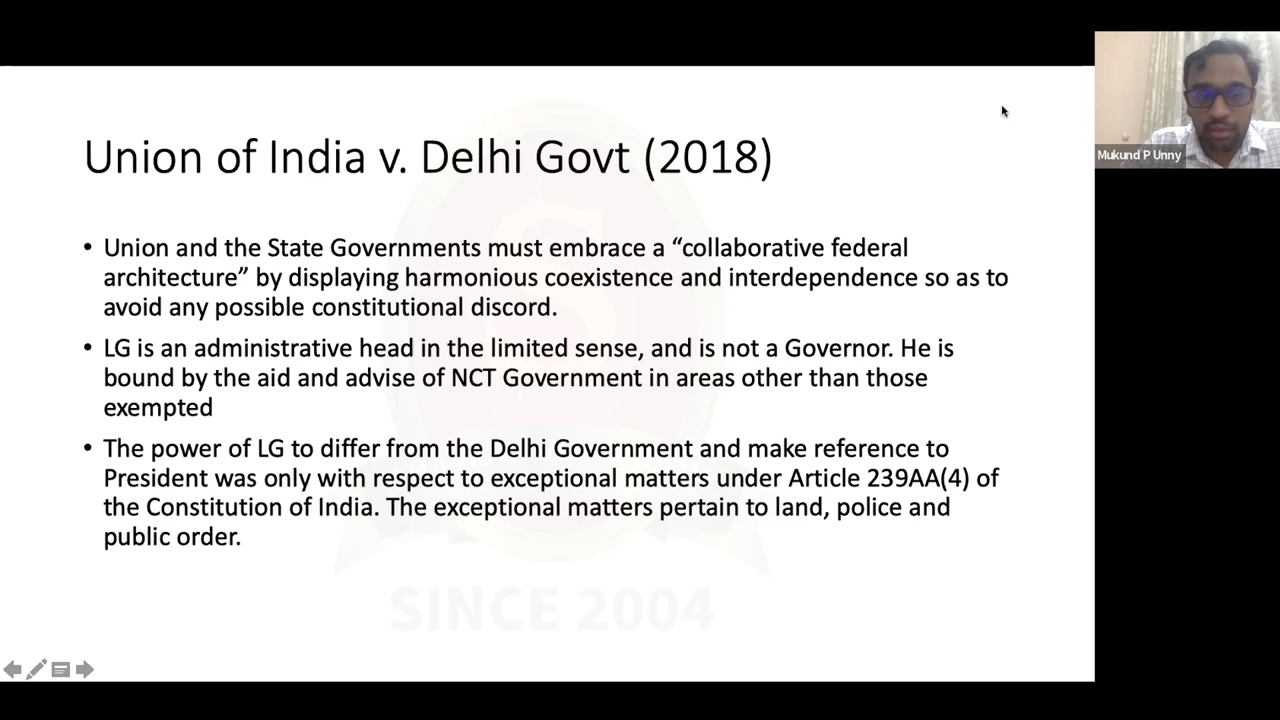 Union of India v. Delhi Govt (2018)
• Union and the State Governments must embrace a “collaborative federal
architecture” by displaying harmonious coexistence and interdependence so as to
avoid any possible constitutional discord.
• LG is an administrative head in the limited sense, and is not a Governor. He is
bound by the aid and advise of NCT Government in areas other than those
exempted
• The power of LG to differ from the Delhi Government and make reference to
President was only with respect to exceptional matters under Article 239AA(4) of
the Constitution of India. The exceptional matters pertain to land, police and
public order.
SINCE 2004
Mukund P Unny